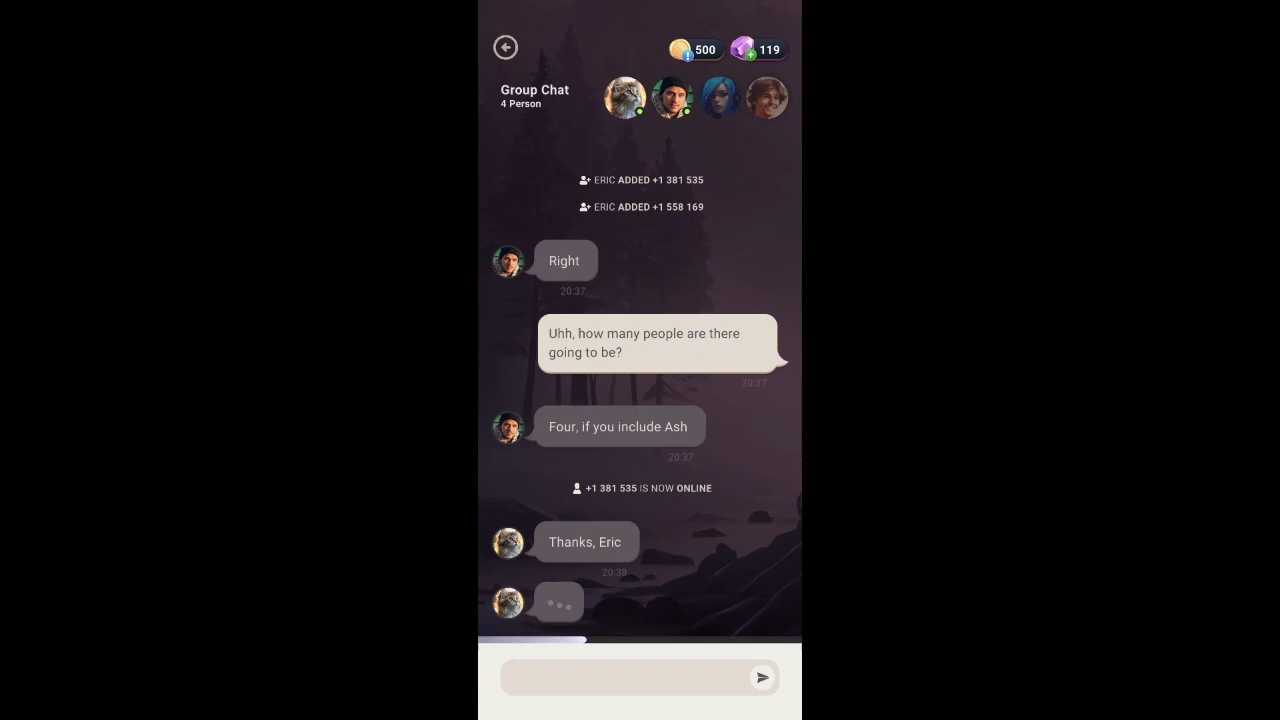 500
119
Group Chat
4 Person
ERIC ADDED +1 381 535
ERIC ADDED +1 558 169
Right
20:37
Uhh, how many people are there
going to be?
20:37
Four, if you include Ash
20:37
+1 381 535 IS NOW ONLINE
Thanks, Eric
20:38